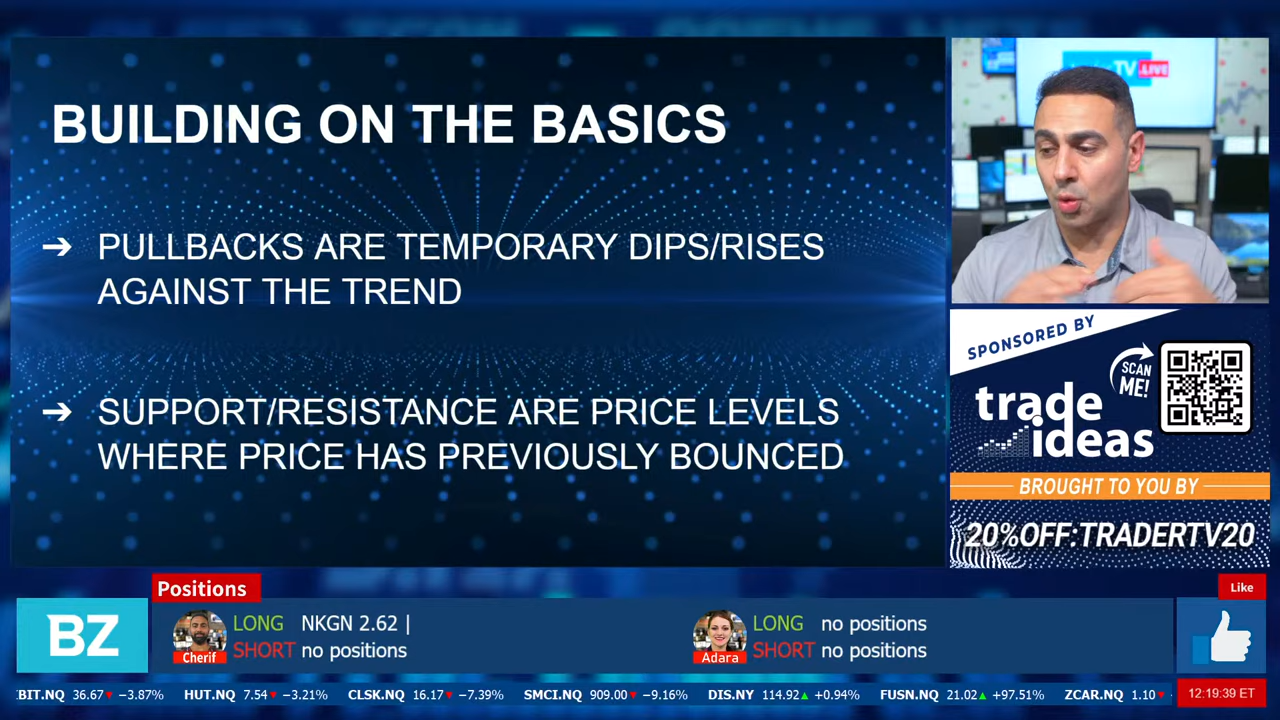 BUILDING ON THE BASICS
➔ PULLBACKS ARE TEMPORARY DIPS/RISES
AGAINST THE TREND
➔ SUPPORT/RESISTANCE ARE PRICE LEVELS
WHERE PRICE HAS PREVIOUSLY BOUNCED
TV .LIVE
SPONSORED BY
SCAN
ME!
trade
ideas
BROUGHT TO YOU BY
20%OFF:TRADERTV20
Positions
Like
BZ
LONG NKGN 2.62 |
SHORT no positions
Cherif
LONG no positions
SHORT no positions
Adara
BIT.NQ 36.67▼ −3.87% HUT.NQ 7.54▼ −3.21% CLSK.NQ 16.17▼ −7.39% SMCI.NQ 909.00▼ −9.16% DIS.NY 114.92▲ +0.94% FUSN.NQ 21.02▲ +97.51% ZCAR.NQ 1.10▼
12:19:39 ET